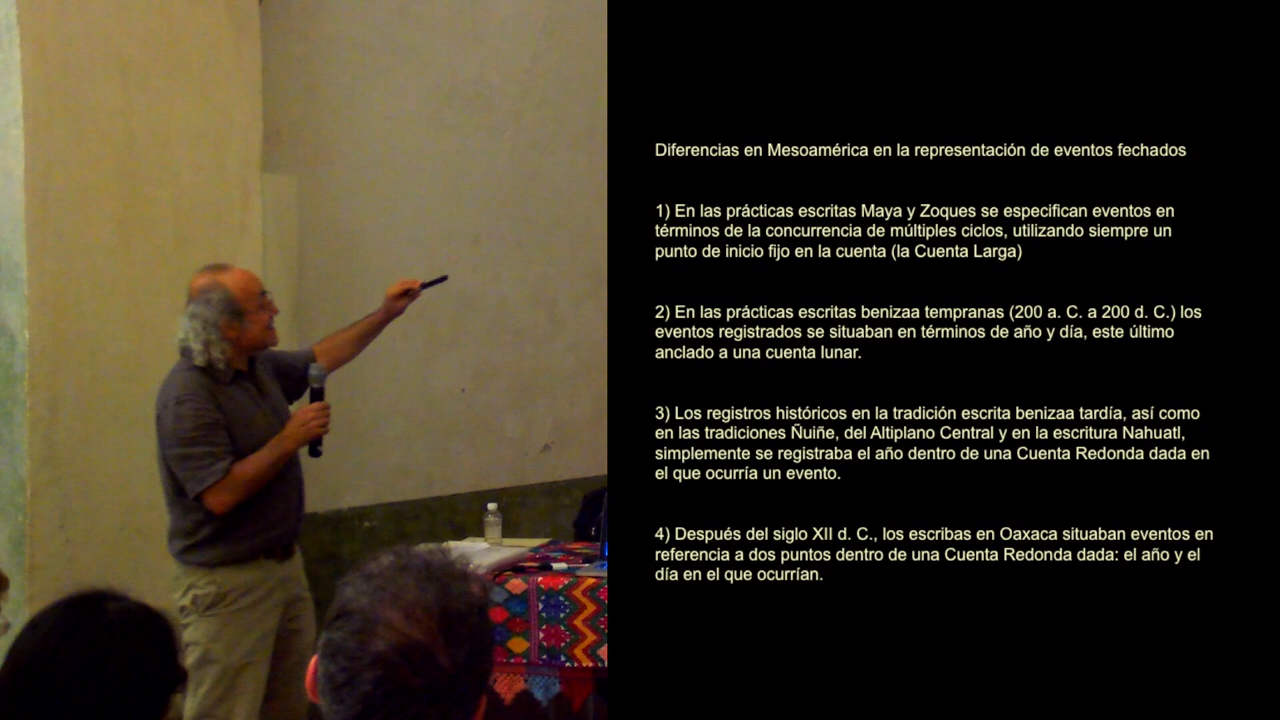 Diferencias en Mesoamérica en la representación de eventos fechados
1) En las prácticas escritas Maya y Zoques se especifican eventos en
términos de la concurrencia de múltiples ciclos, utilizando siempre un
punto de inicio fijo en la cuenta (la Cuenta Larga)
2) En las prácticas escritas benizaa tempranas (200 a. C. a 200 d. C.) los
eventos registrados se situaban en términos de año y día, este último
anclado a una cuenta lunar.
3) Los registros históricos en la tradición escrita benizaa tardía, así como
en las tradiciones Ñuiñe, del Altiplano Central y en la escritura Nahuatl,
simplemente se registraba el año dentro de una Cuenta Redonda dada en
el que ocurría un evento.
4) Después del siglo XII d. C., los escribas en Oaxaca situaban eventos en
referencia a dos puntos dentro de una Cuenta Redonda dada: el año y el
día en el que ocurrían.